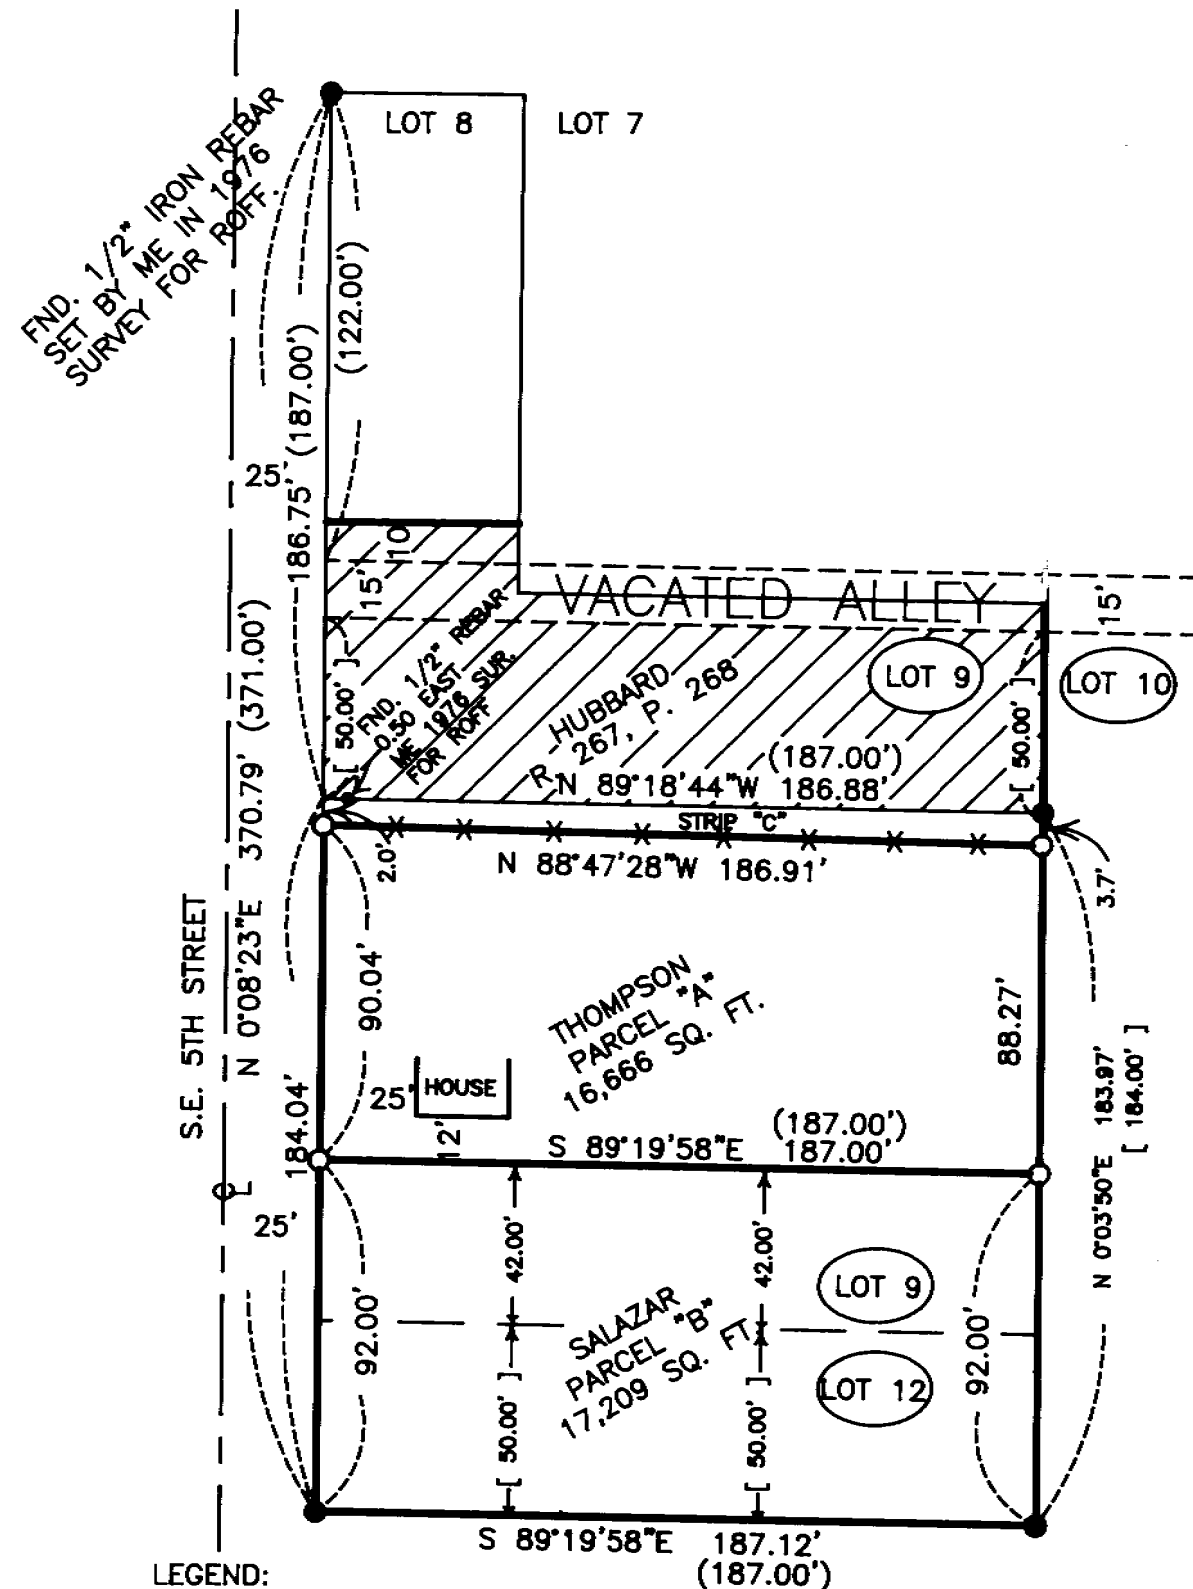 LOT 8
LOT 7
FND. 1/2" IRON REBAR
SET BY ME IN 1976
SURVEY FOR ROFF.
(122.00')
186.75' (187.00')
25'
10
15'
VACATED ALLEY
15'
LOT 9
LOT 10
[ 50.00' ]
FND. 1/2" REBAR
0.50 EAST
ME 1976 SUR.
FOR ROFF
HUBBARD
R 267, P. 268
[ 50.00' ]
(187.00')
N 89°18'44"W 186.88'
STRIP "C"
2.0'
N 88°47'28"W 186.91'
3.7'
S.E. 5TH STREET
N 0°08'23"E 370.79' (371.00')
90.04'
THOMPSON
PARCEL "A"
16,666 SQ. FT.
88.27'
N 0°03'50"E 183.97'
[ 184.00' ]
25'
HOUSE
12'
184.04'
(187.00')
S 89°19'58"E 187.00'
25'
42.00'
42.00'
92.00'
SALAZAR
PARCEL "B"
17,209 SQ. FT.
LOT 9
LOT 12
92.00'
[ 50.00' ]
[ 50.00' ]
S 89°19'58"E 187.12'
(187.00')
LEGEND: